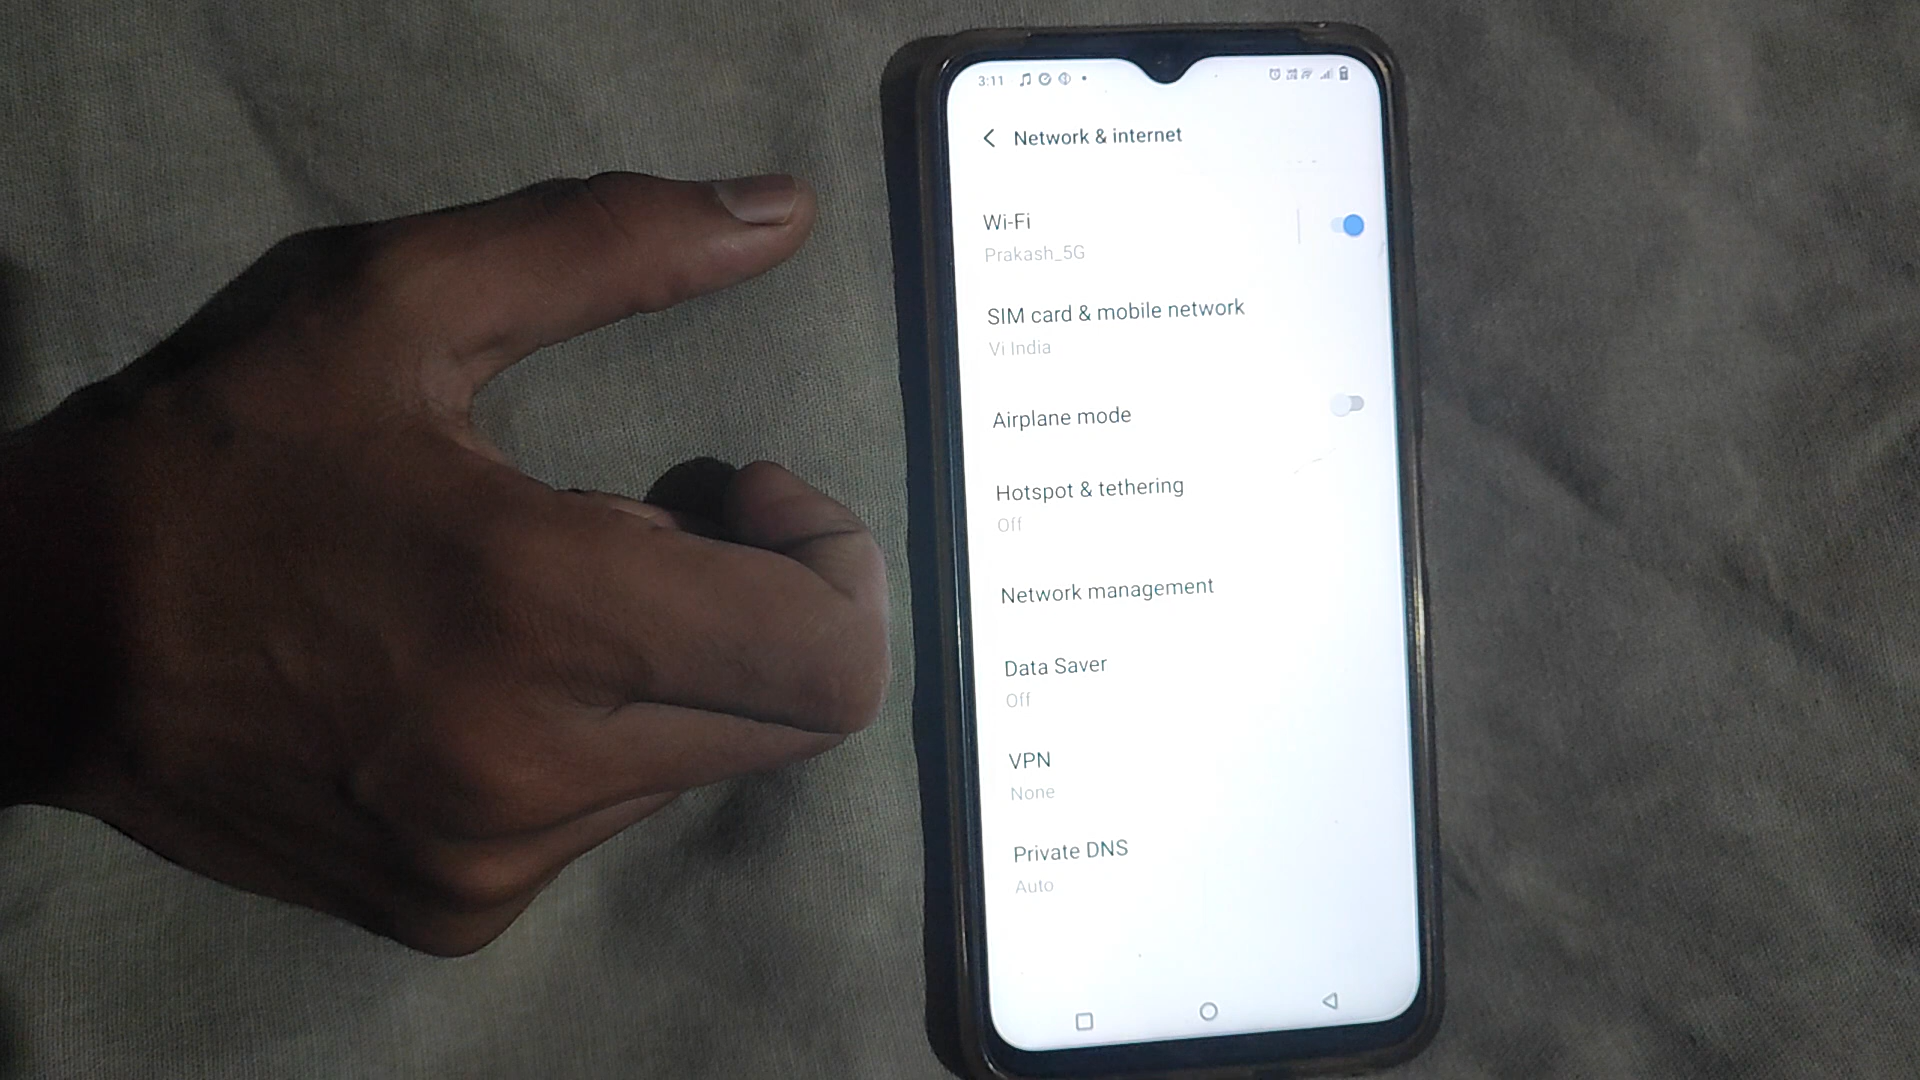 3:11
Network & internet
Wi-Fi
Prakash_5G
SIM card & mobile network
Vi India
Airplane mode
Hotspot & tethering
Off
Network management
Data Saver
Off
VPN
None
Private DNS
Auto